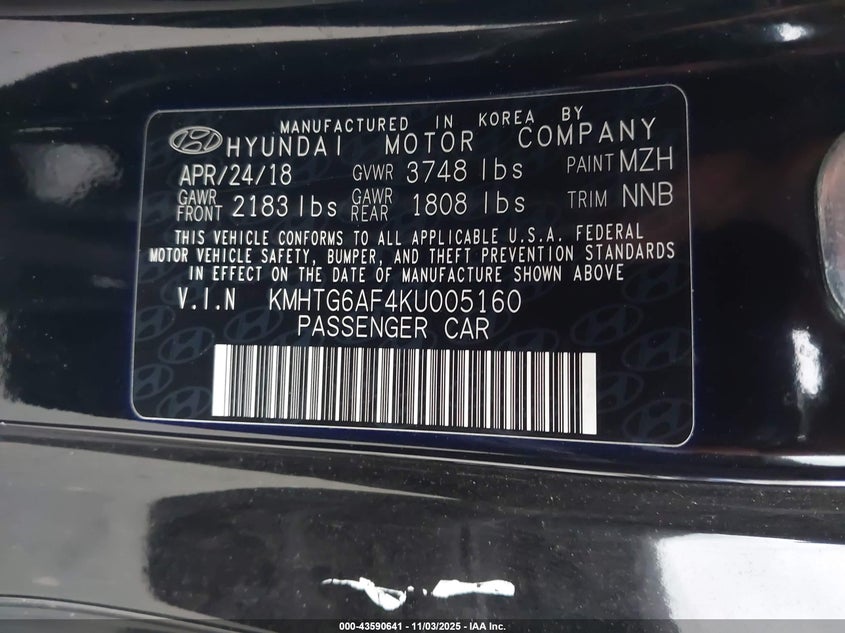 MANUFACTURED IN KOREA BY
HYUNDAI MOTOR COMPANY
APR/24/18 GVWR 3748 lbs PAINT MZH
GAWR FRONT 2183 lbs GAWR REAR 1808 lbs TRIM NNB
THIS VEHICLE CONFORMS TO ALL APPLICABLE U.S.A. FEDERAL
MOTOR VEHICLE SAFETY, BUMPER, AND THEFT PREVENTION STANDARDS
IN EFFECT ON THE DATE OF MANUFACTURE SHOWN ABOVE
V.I.N KMHTG6AF4KU005160
PASSENGER CAR
000-43590641 - 11/03/2025 - IAA Inc.